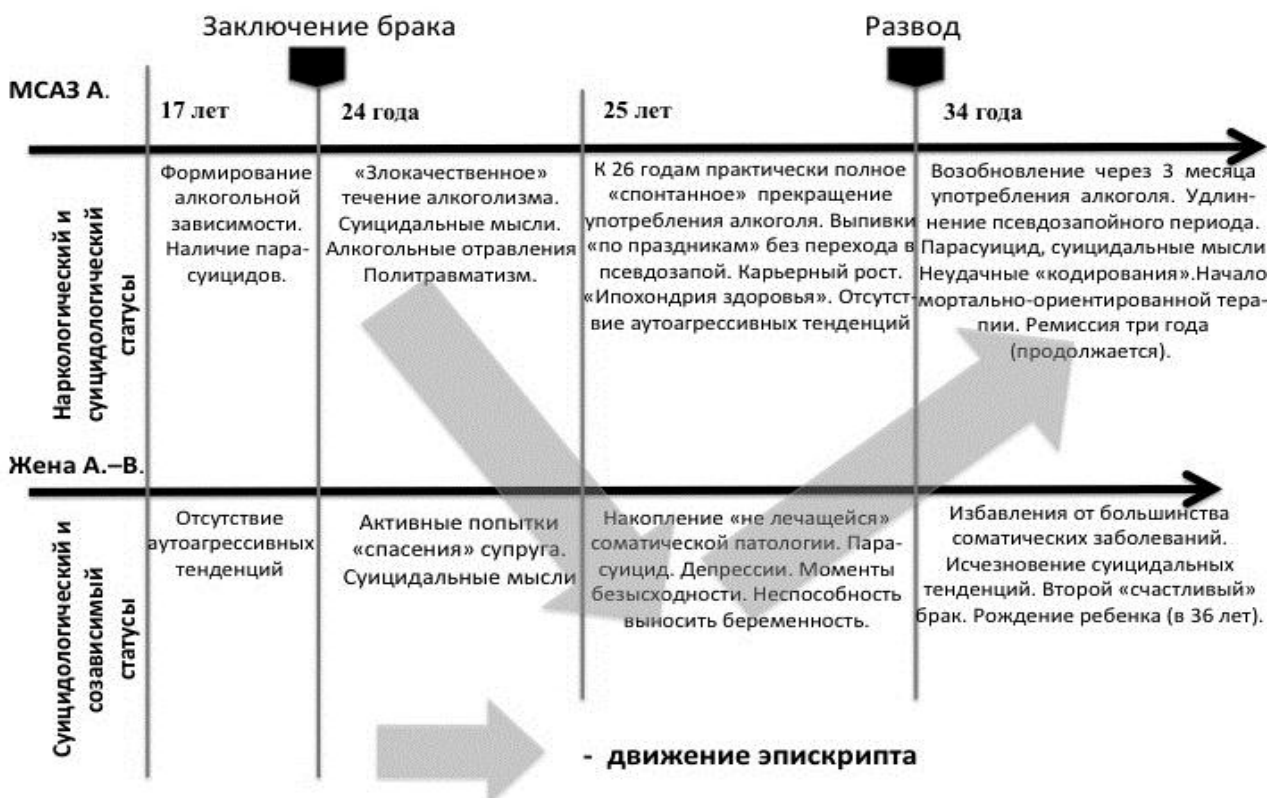 Заключение брака
Развод
МСАЗ А.
17 лет
24 года
25 лет
34 года
Наркологический и
суицидологический
статусы
Формирование
алкогольной
зависимости.
Наличие пара-
суицидов.
«Злокачественное»
течение алкоголизма.
Суицидальные мысли.
Алкогольные отравления
Политравматизм.
К 26 годам практически полное
«спонтанное» прекращение
употребления алкоголя. Выпивки
«по праздникам» без перехода в
псевдозапой. Карьерный рост.
«Ипохондрия здоровья». Отсутст-
вие аутоагрессивных тенденций
Возобновление через 3 месяца
употребления алкоголя. Удлин-
нение псевдозапойного периода.
Парасуицид, суицидальные мысли
Неудачные «кодирования».Начало
мортально-ориентированной тера-
пии. Ремиссия три года
(продолжается).
Жена А.–В.
Суицидологический и
созависимый
статусы
Отсутствие
аутоагрессивных
тенденций
Активные попытки
«спасения» супруга.
Суицидальные мысли
Накопление «не лечащейся»
соматической патологии. Пара-
суицид. Депрессии. Моменты
безысходности. Неспособность
выносить беременность.
Избавления от большинства
соматических заболеваний.
Исчезновение суицидальных
тенденций. Второй «счастливый»
брак. Рождение ребенка (в 36 лет).
- движение эпискрипта